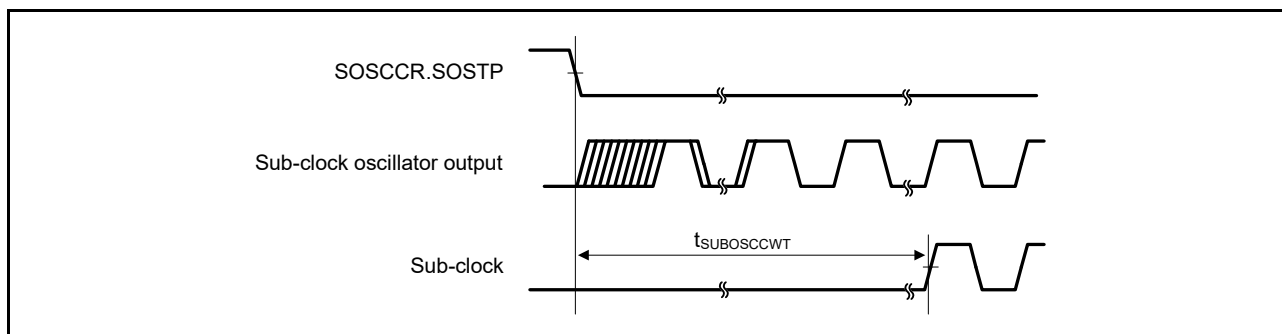 SOSCCR.SOSTP
Sub-clock oscillator output
tSUBOSCCWT
Sub-clock